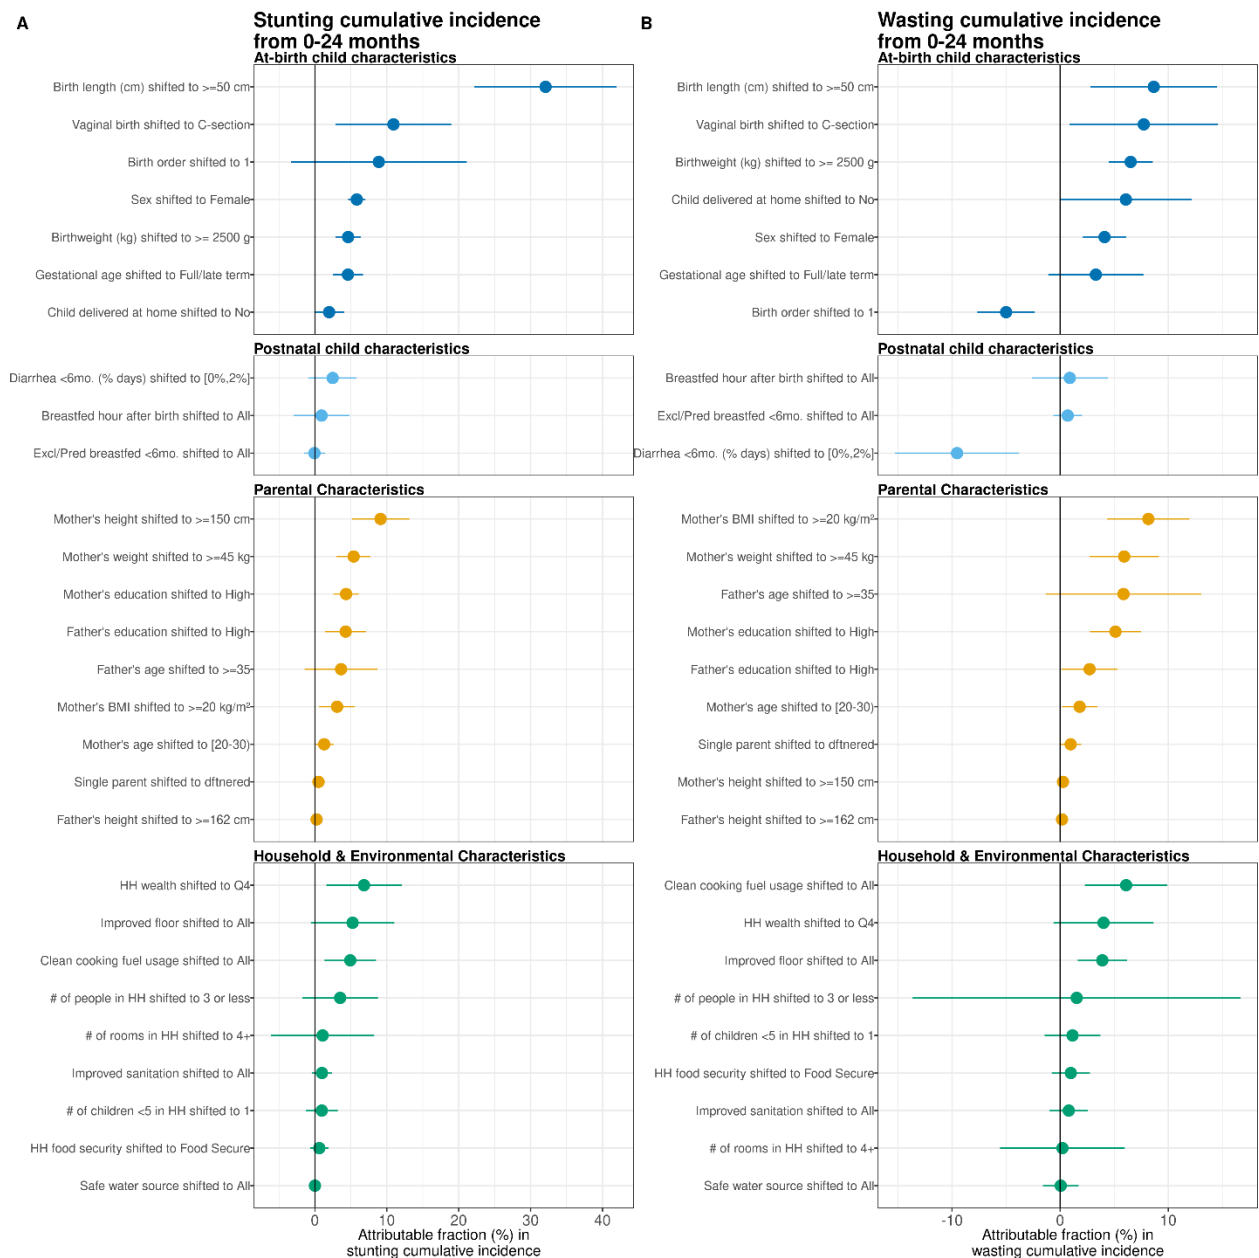 A
Stunting cumulative incidence
from 0-24 months
At-birth child characteristics
Birth length (cm) shifted to >=50 cm
Vaginal birth shifted to C-section
Birth order shifted to 1
Sex shifted to Female
Birthweight (kg) shifted to >= 2500 g
Gestational age shifted to Full/late term
Child delivered at home shifted to No
Postnatal child characteristics
Diarrhea <6mo. (% days) shifted to [0%,2%]
Breastfed hour after birth shifted to All
Excl/Pred breastfed <6mo. shifted to All
Parental Characteristics
Mother's height shifted to >=150 cm
Mother's weight shifted to >=45 kg
Mother's education shifted to High
Father's education shifted to High
Father's age shifted to >=35
Mother's BMI shifted to >=20 kg/m²
Mother's age shifted to [20-30)
Single parent shifted to dftnered
Father's height shifted to >=162 cm
Household & Environmental Characteristics
HH wealth shifted to Q4
Improved floor shifted to All
Clean cooking fuel usage shifted to All
# of people in HH shifted to 3 or less
# of rooms in HH shifted to 4+
Improved sanitation shifted to All
# of children <5 in HH shifted to 1
HH food security shifted to Food Secure
Safe water source shifted to All
0 10 20 30 40
Attributable fraction (%) in
stunting cumulative incidence
B
Wasting cumulative incidence
from 0-24 months
At-birth child characteristics
Birth length (cm) shifted to >=50 cm
Vaginal birth shifted to C-section
Birthweight (kg) shifted to >= 2500 g
Child delivered at home shifted to No
Sex shifted to Female
Gestational age shifted to Full/late term
Birth order shifted to 1
Postnatal child characteristics
Breastfed hour after birth shifted to All
Excl/Pred breastfed <6mo. shifted to All
Diarrhea <6mo. (% days) shifted to [0%,2%]
Parental Characteristics
Mother's BMI shifted to >=20 kg/m²
Mother's weight shifted to >=45 kg
Father's age shifted to >=35
Mother's education shifted to High
Father's education shifted to High
Mother's age shifted to [20-30)
Single parent shifted to dftnered
Mother's height shifted to >=150 cm
Father's height shifted to >=162 cm
Household & Environmental Characteristics
Clean cooking fuel usage shifted to All
HH wealth shifted to Q4
Improved floor shifted to All
# of people in HH shifted to 3 or less
# of children <5 in HH shifted to 1
HH food security shifted to Food Secure
Improved sanitation shifted to All
# of rooms in HH shifted to 4+
Safe water source shifted to All
-10 0 10
Attributable fraction (%) in
wasting cumulative incidence